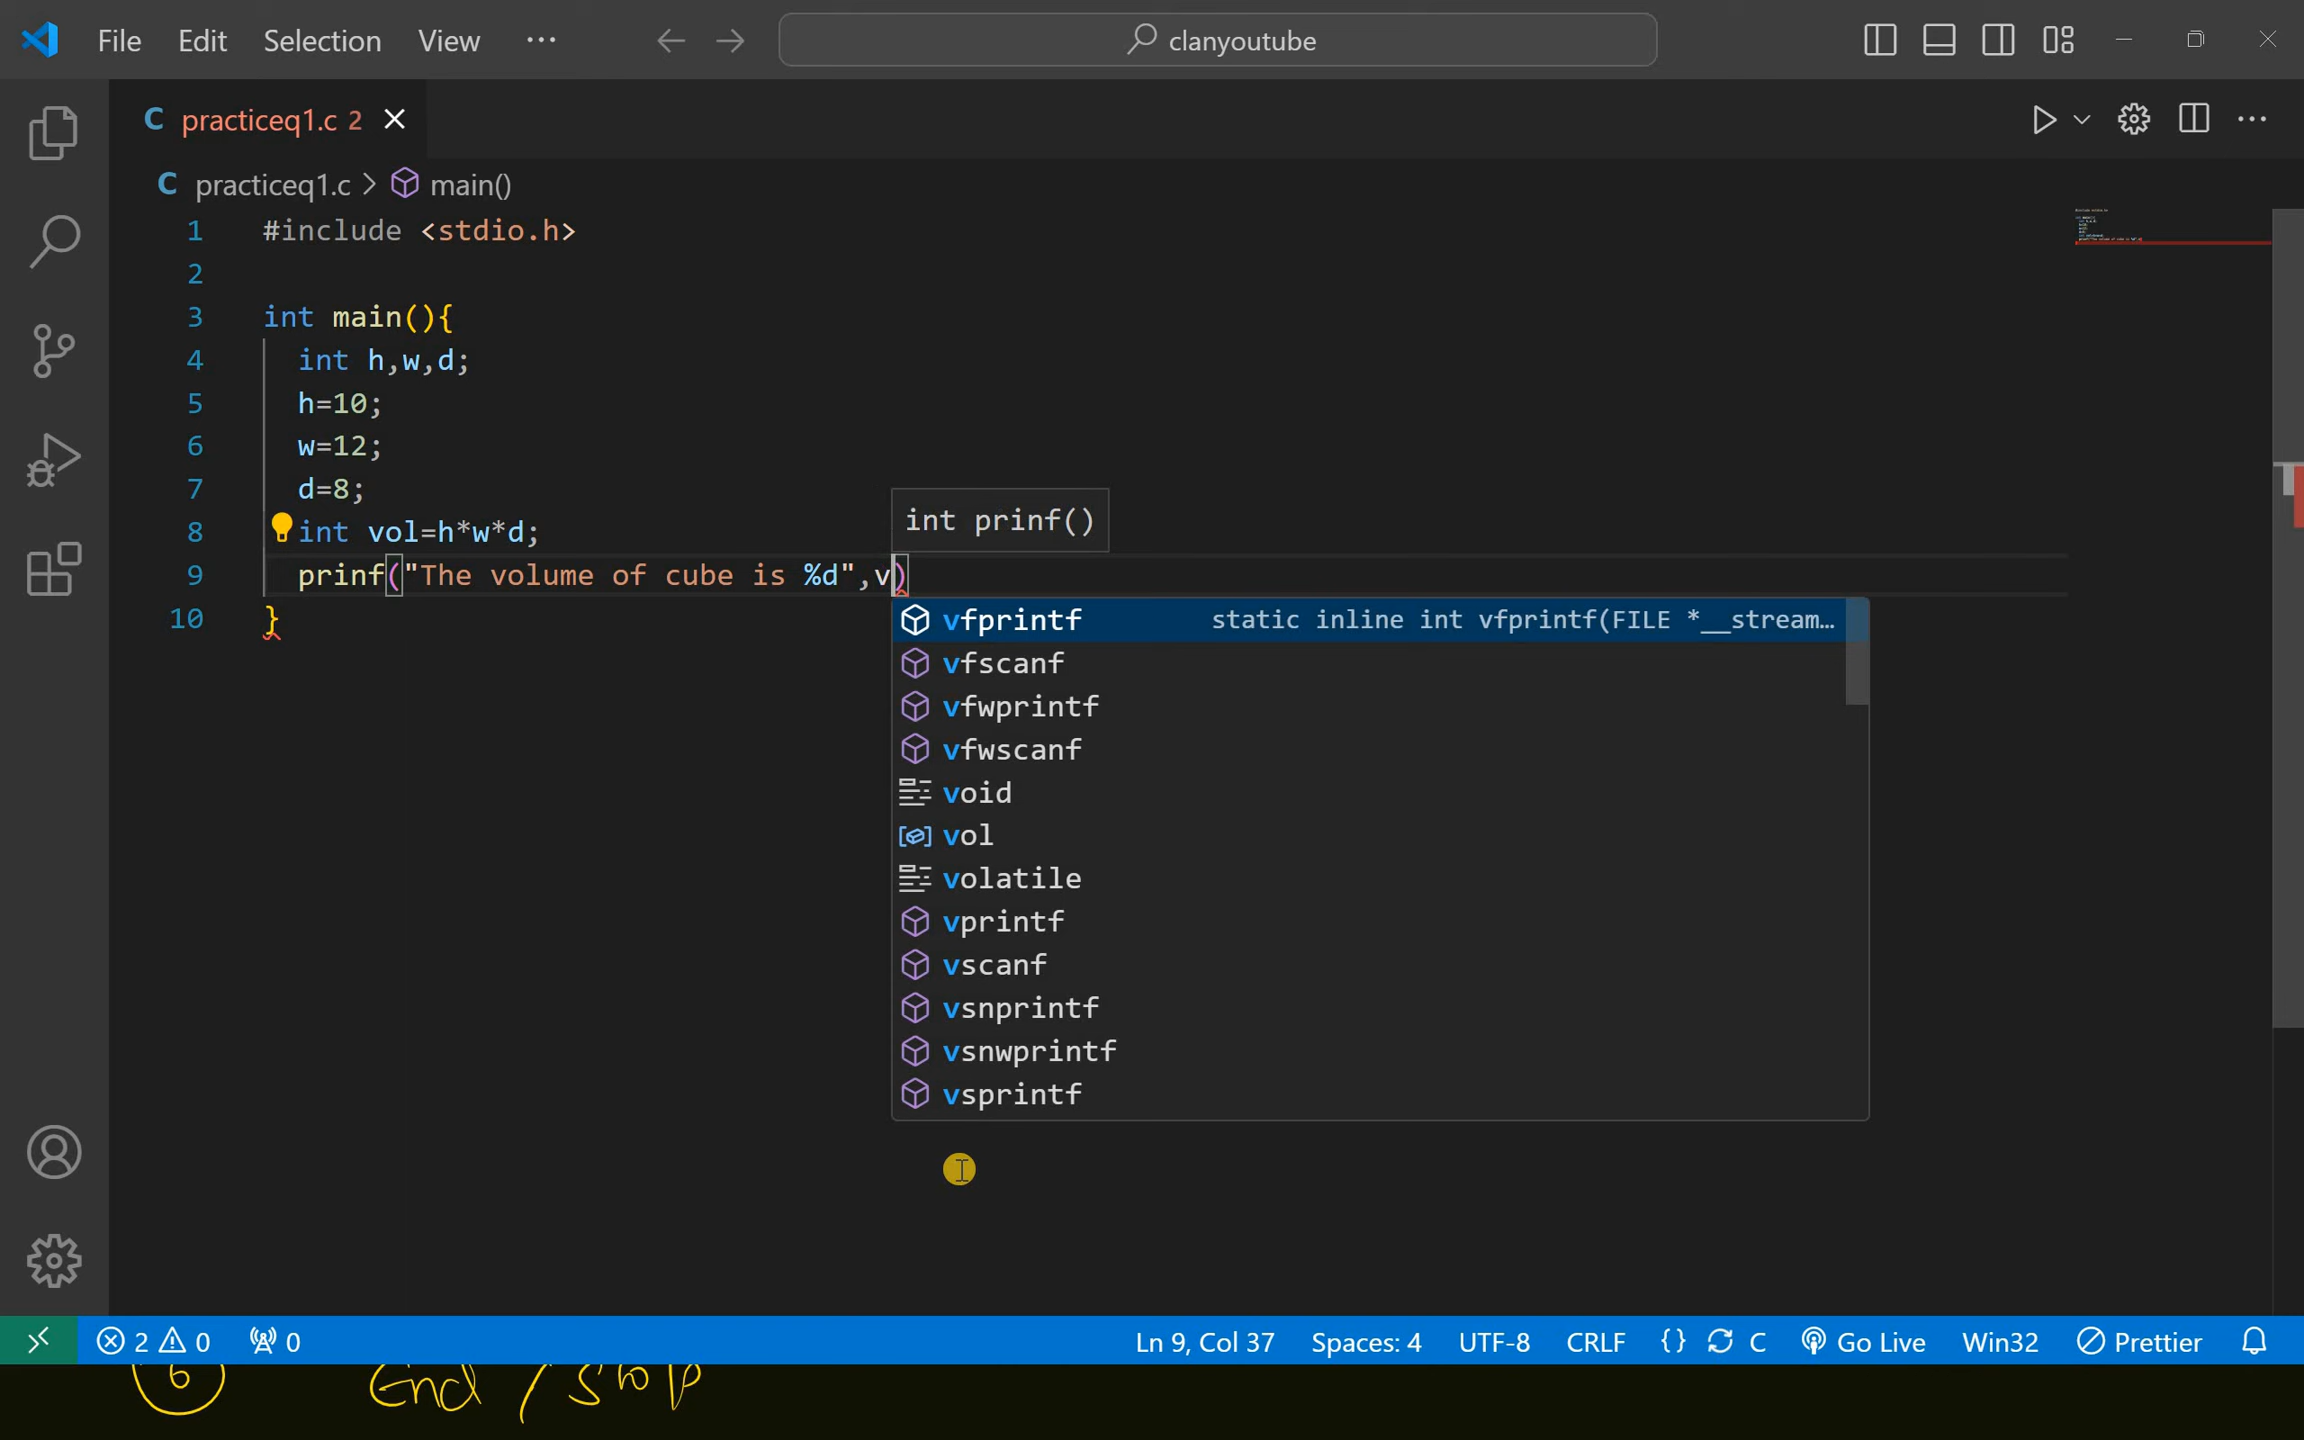 File Edit Selection View ··· clanyoutube
C practiceq1.c 2
C practiceq1.c > main()
1 #include <stdio.h>
2
3 int main(){
4 int h,w,d;
5 h=10;
6 w=12;
7 d=8;
8 int vol=h*w*d;
int prinf()
9 prinf("The volume of cube is %d",v)
10 }
vfprintf static inline int vfprintf(FILE *__stream…
vfscanf
vfwprintf
vfwscanf
void
vol
volatile
vprintf
vscanf
vsnprintf
vsnwprintf
vsprintf
2 0 0 Ln 9, Col 37 Spaces: 4 UTF-8 CRLF {} C Go Live Win32 Prettier
6 End / Stop